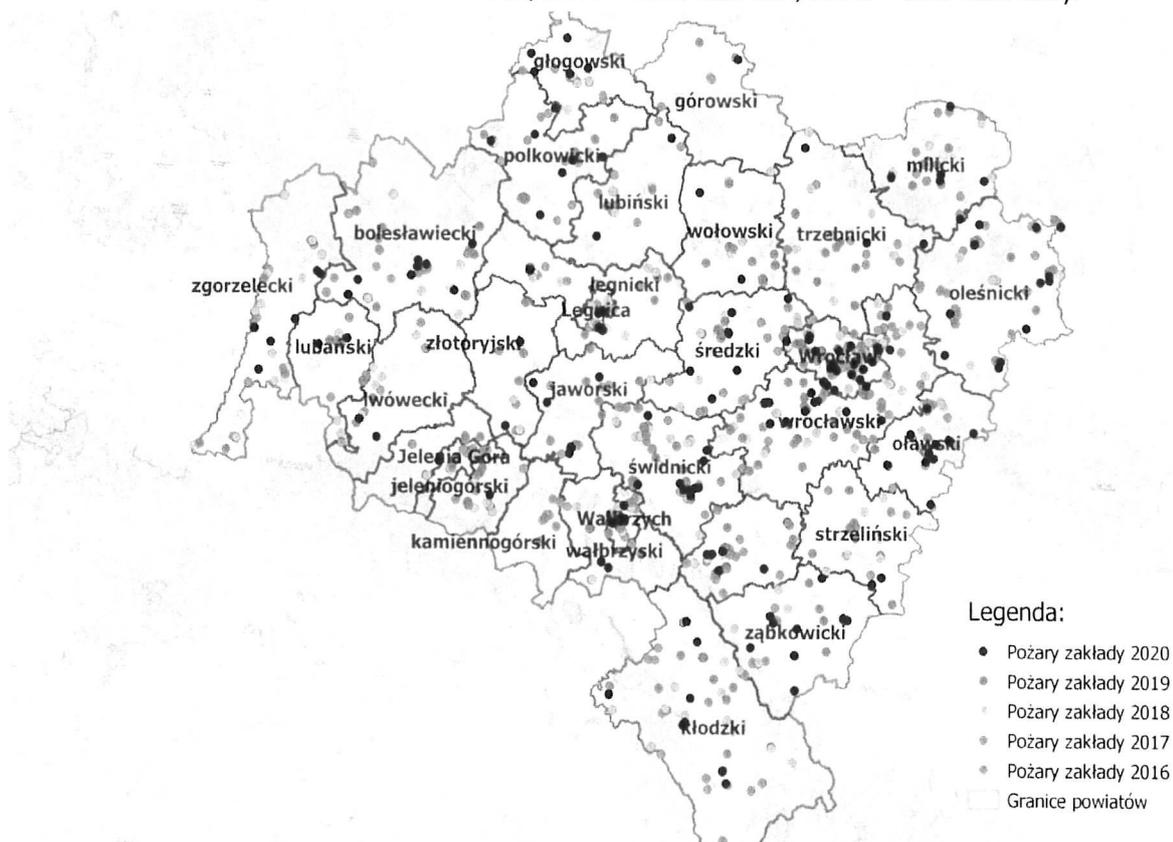 głogowski
górowski
polkowicki
milicki
lubiński
bolesławiecki
wołowski
trzebnicki
zgorzelecki
legnicki
oleśnicki
Legnica
lubański
złotoryjski
średzki
Wrocław
jaworski
lwówecki
wrocławski
oławski
Jelenia Góra
świdnicki
jeleniogórski
Wałbrzych
strzeliński
kamiennogórski
wałbrzyski
Legenda:
ząbkowicki
Pożary zakłady 2020
Pożary zakłady 2019
Pożary zakłady 2018
kłodzki
Pożary zakłady 2017
Pożary zakłady 2016
Granice powiatów